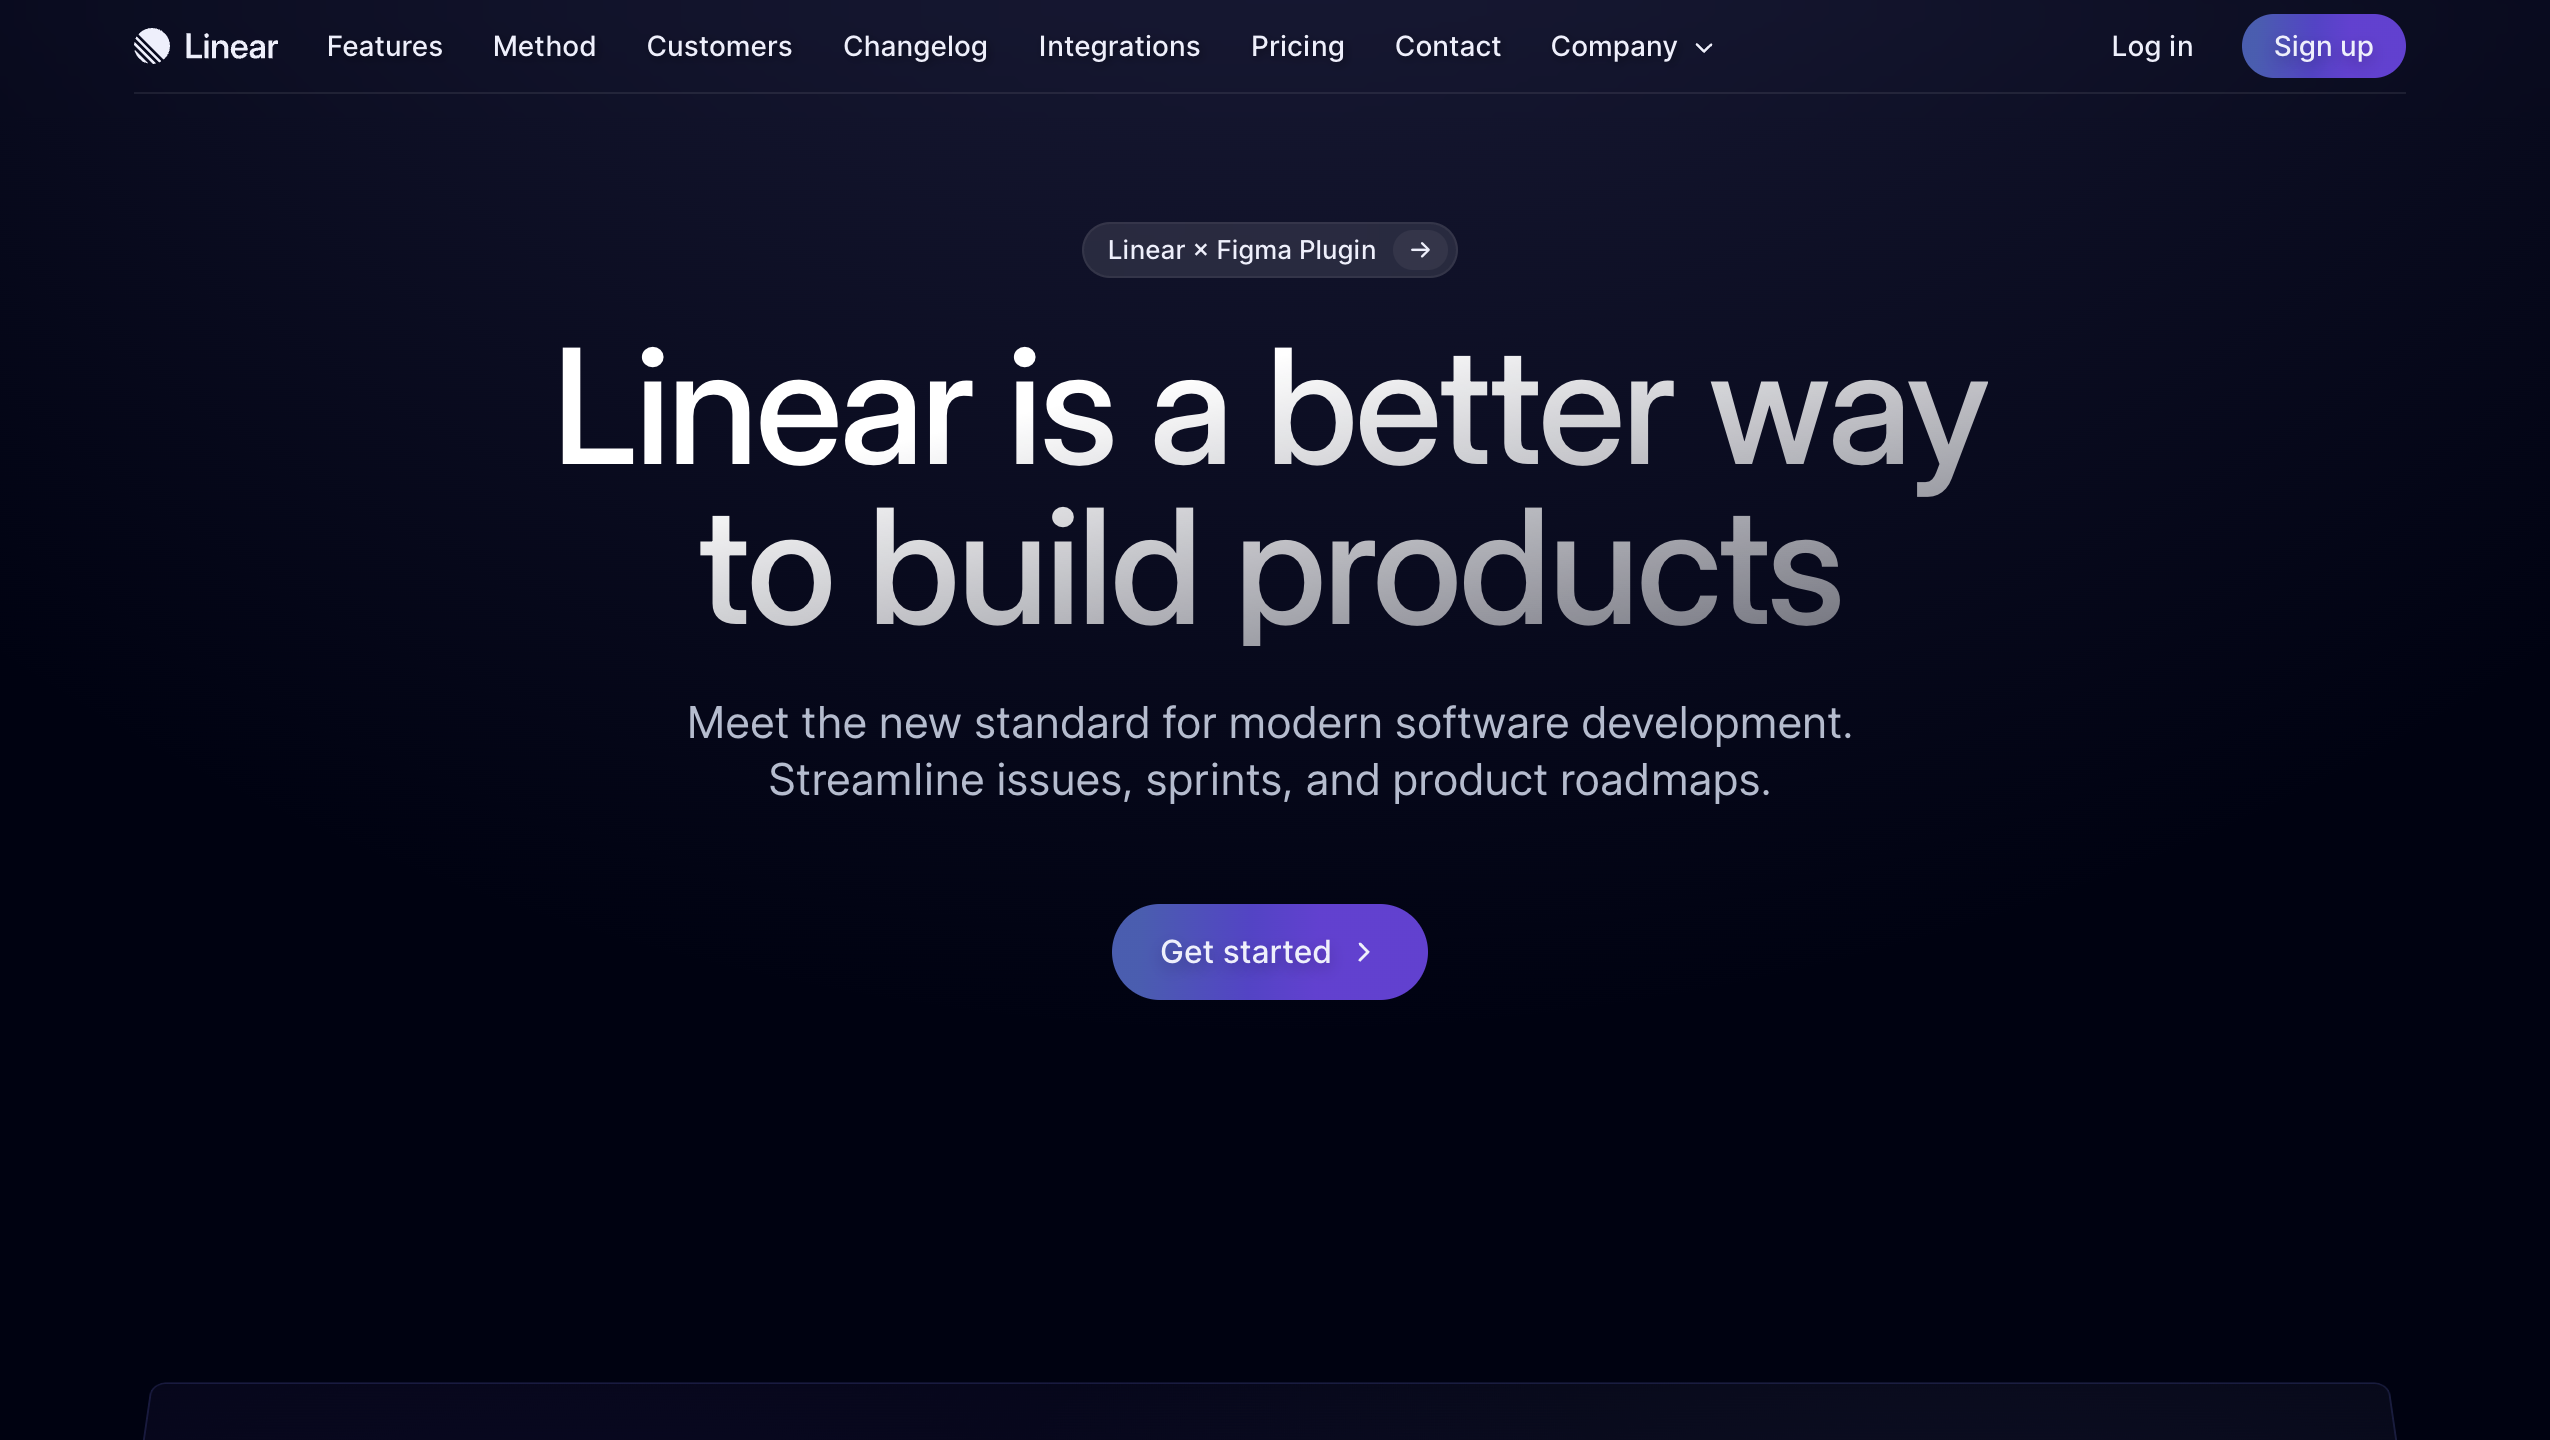 Linear
Features
Method
Customers
Changelog
Integrations
Pricing
Contact
Company
Log in
Sign up
Linear × Figma Plugin
Linear is a better way
to build products
Meet the new standard for modern software development.
Streamline issues, sprints, and product roadmaps.
Get started